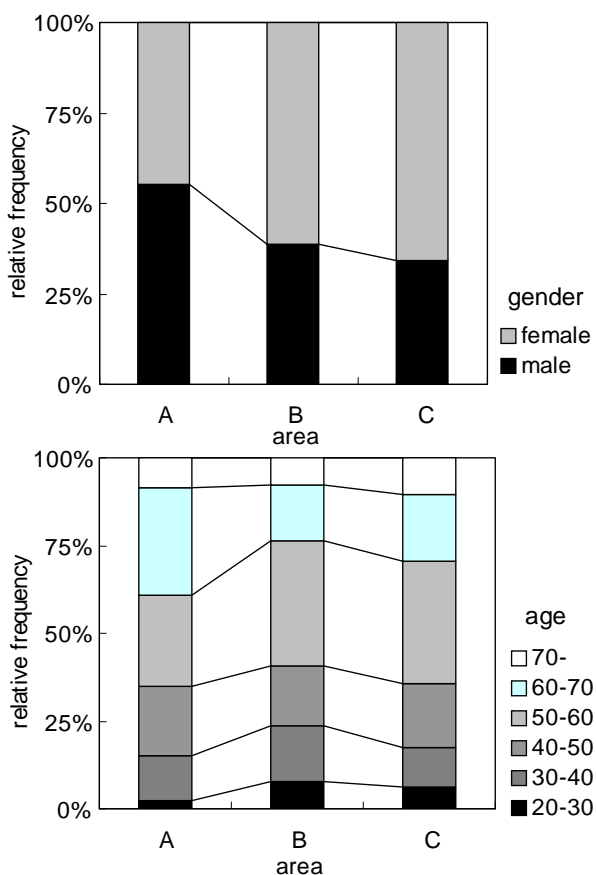 100%
75%
50%
25%
0%
relative frequency
A B C
area
gender
female
male
100%
75%
50%
25%
0%
relative frequency
A B C
area
age
70-
60-70
50-60
40-50
30-40
20-30